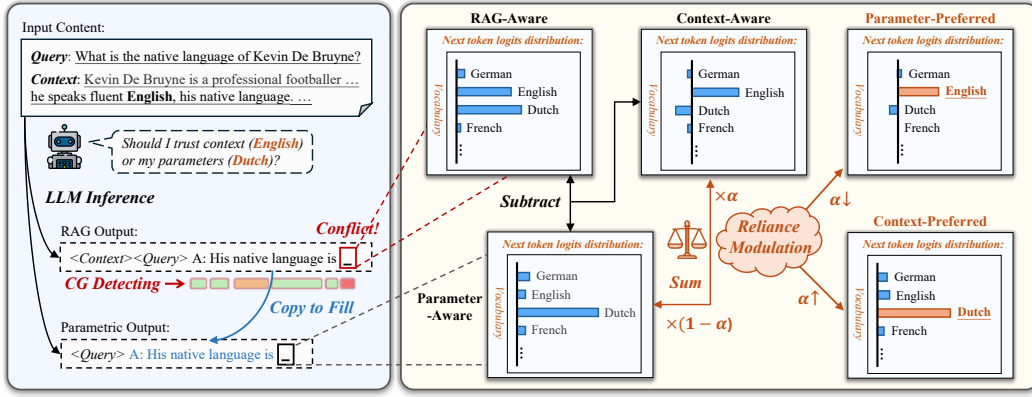 Input Content:
Query: What is the native language of Kevin De Bruyne?
Context: Kevin De Bruyne is a professional footballer …
he speaks fluent English, his native language. …
Should I trust context (English)
or my parameters (Dutch)?
LLM Inference
Conflict!
RAG Output:
<Context><Query> A: His native language is _
CG Detecting
Copy to Fill
Parametric Output:
<Query> A: His native language is _
RAG-Aware
Next token logits distribution:
Vocabulary
German
English
Dutch
French
⋮
Context-Aware
Next token logits distribution:
Vocabulary
German
English
Dutch
French
⋮
Parameter-Preferred
Next token logits distribution:
Vocabulary
German
English
Dutch
French
⋮
Subtract
×α
Sum
×(1 − α)
Reliance
Modulation
α↓
α↑
Parameter
-Aware
Next token logits distribution:
Vocabulary
German
English
Dutch
French
⋮
Context-Preferred
Next token logits distribution:
Vocabulary
German
English
Dutch
French
⋮